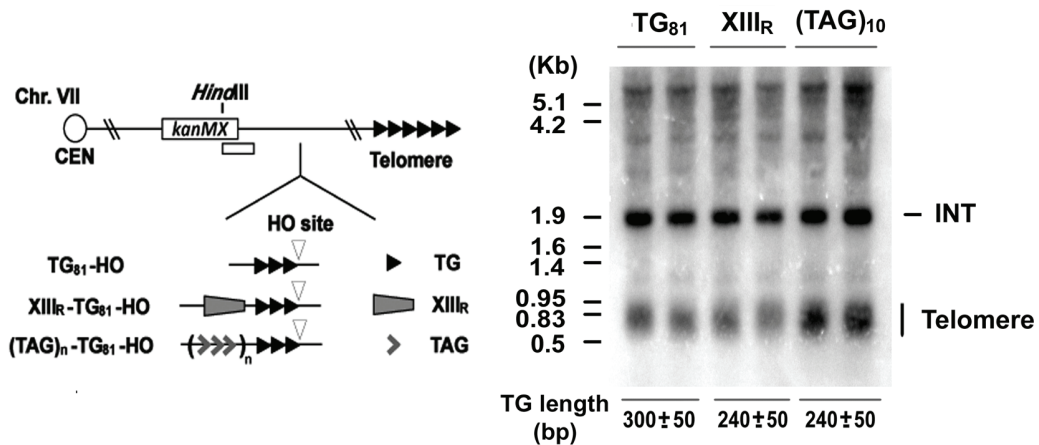 Chr. VII
HindIII
kanMX
CEN
Telomere
HO site
TG81-HO
TG
XIIIR-TG81-HO
XIIIR
(TAG)n-TG81-HO
( )n
TAG
TG81 XIIIR (TAG)10
(Kb)
5.1
4.2
1.9
INT
1.6
1.4
0.95
0.83
Telomere
0.5
TG length
(bp)
300±50 240±50 240±50